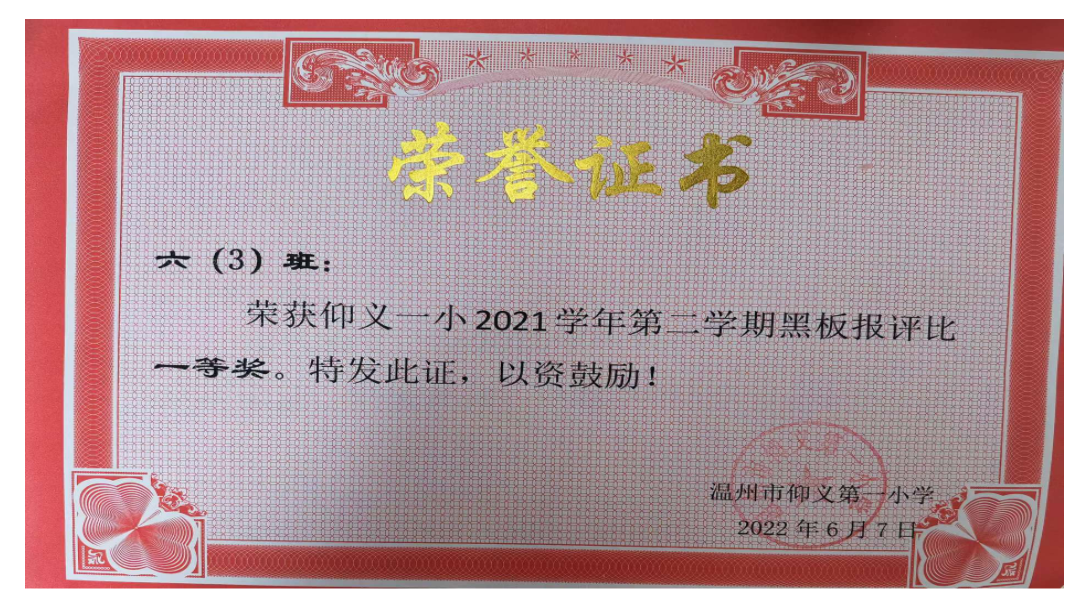 荣誉证书
六（3）班：
荣获仰义一小2021学年第二学期黑板报评比
一等奖。特发此证，以资鼓励！
温州市仰义第一小学
2022年6月7日